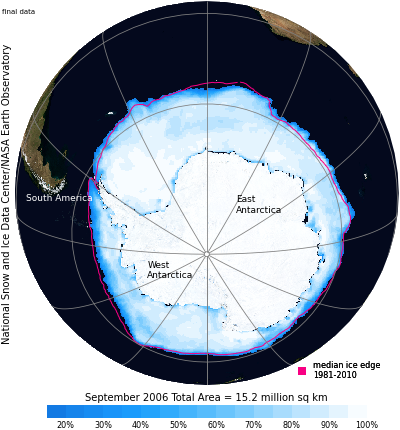 final data
National Snow and Ice Data Center/NASA Earth Observatory
South America
East
Antarctica
West
Antarctica
median ice edge
1981-2010
September 2006 Total Area = 15.2 million sq km
20% 30% 40% 50% 60% 70% 80% 90% 100%